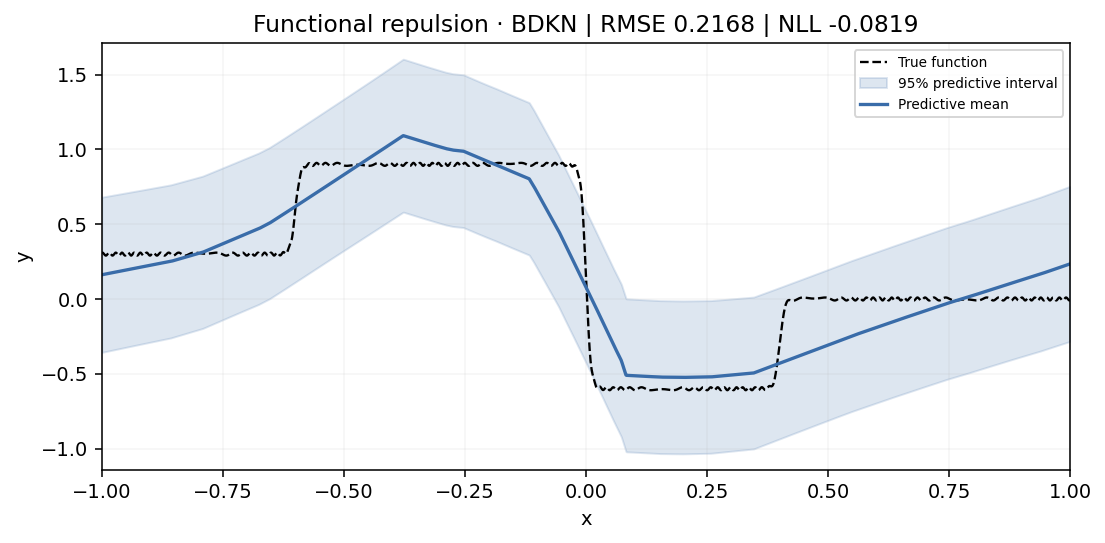 Functional repulsion · BDKN | RMSE 0.2168 | NLL -0.0819
True function
95% predictive interval
Predictive mean
1.5
1.0
0.5
0.0
−0.5
−1.0
y
−1.00 −0.75 −0.50 −0.25 0.00 0.25 0.50 0.75 1.00
x